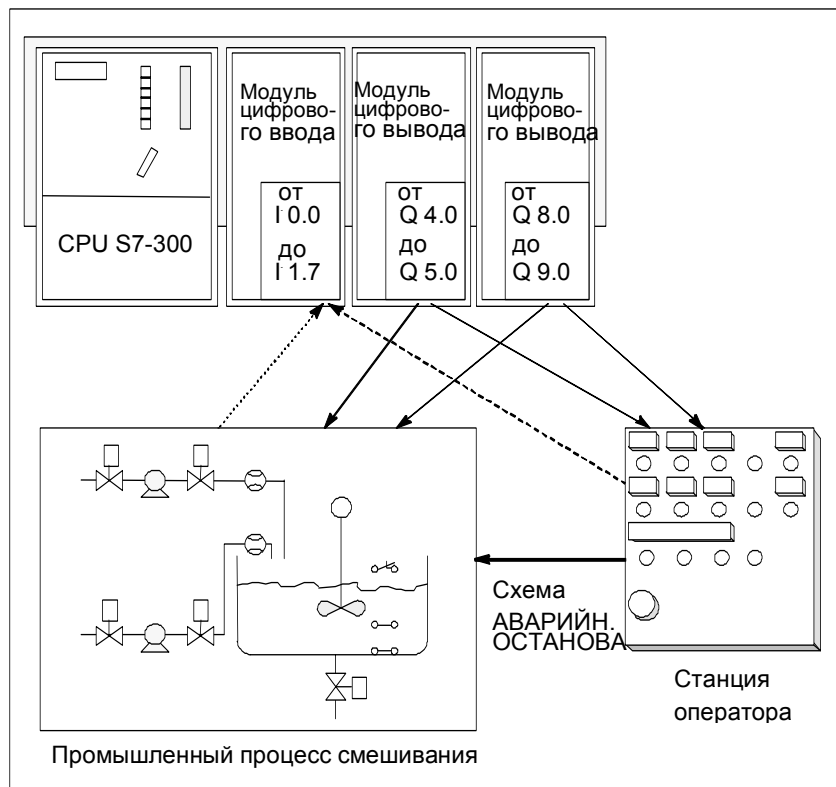 CPU S7-300
Модуль
цифрово-
го ввода
от
I 0.0
до
I 1.7
Модуль
цифрово-
го вывода
от
Q 4.0
до
Q 5.0
Модуль
цифрово-
го вывода
от
Q 8.0
до
Q 9.0
Схема
АВАРИЙН.
ОСТАНОВА
Станция
оператора
Промышленный процесс смешивания